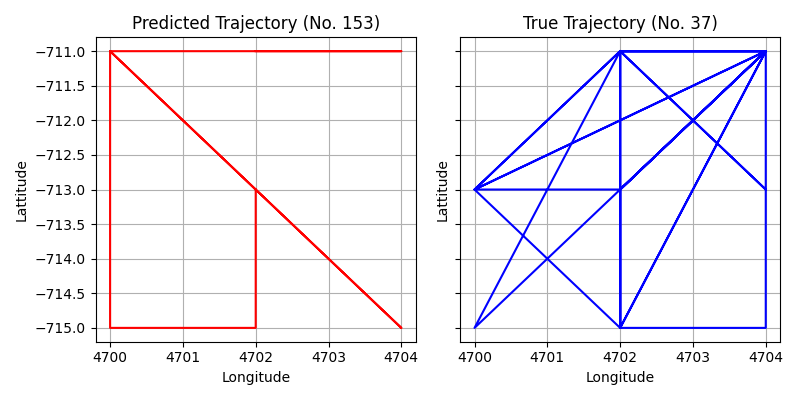 Predicted Trajectory (No. 153)
−711.0
−711.5
−712.0
−712.5
−713.0
−713.5
−714.0
−714.5
−715.0
Lattitude
4700 4701 4702 4703 4704
Longitude
True Trajectory (No. 37)
Lattitude
4700 4701 4702 4703 4704
Longitude